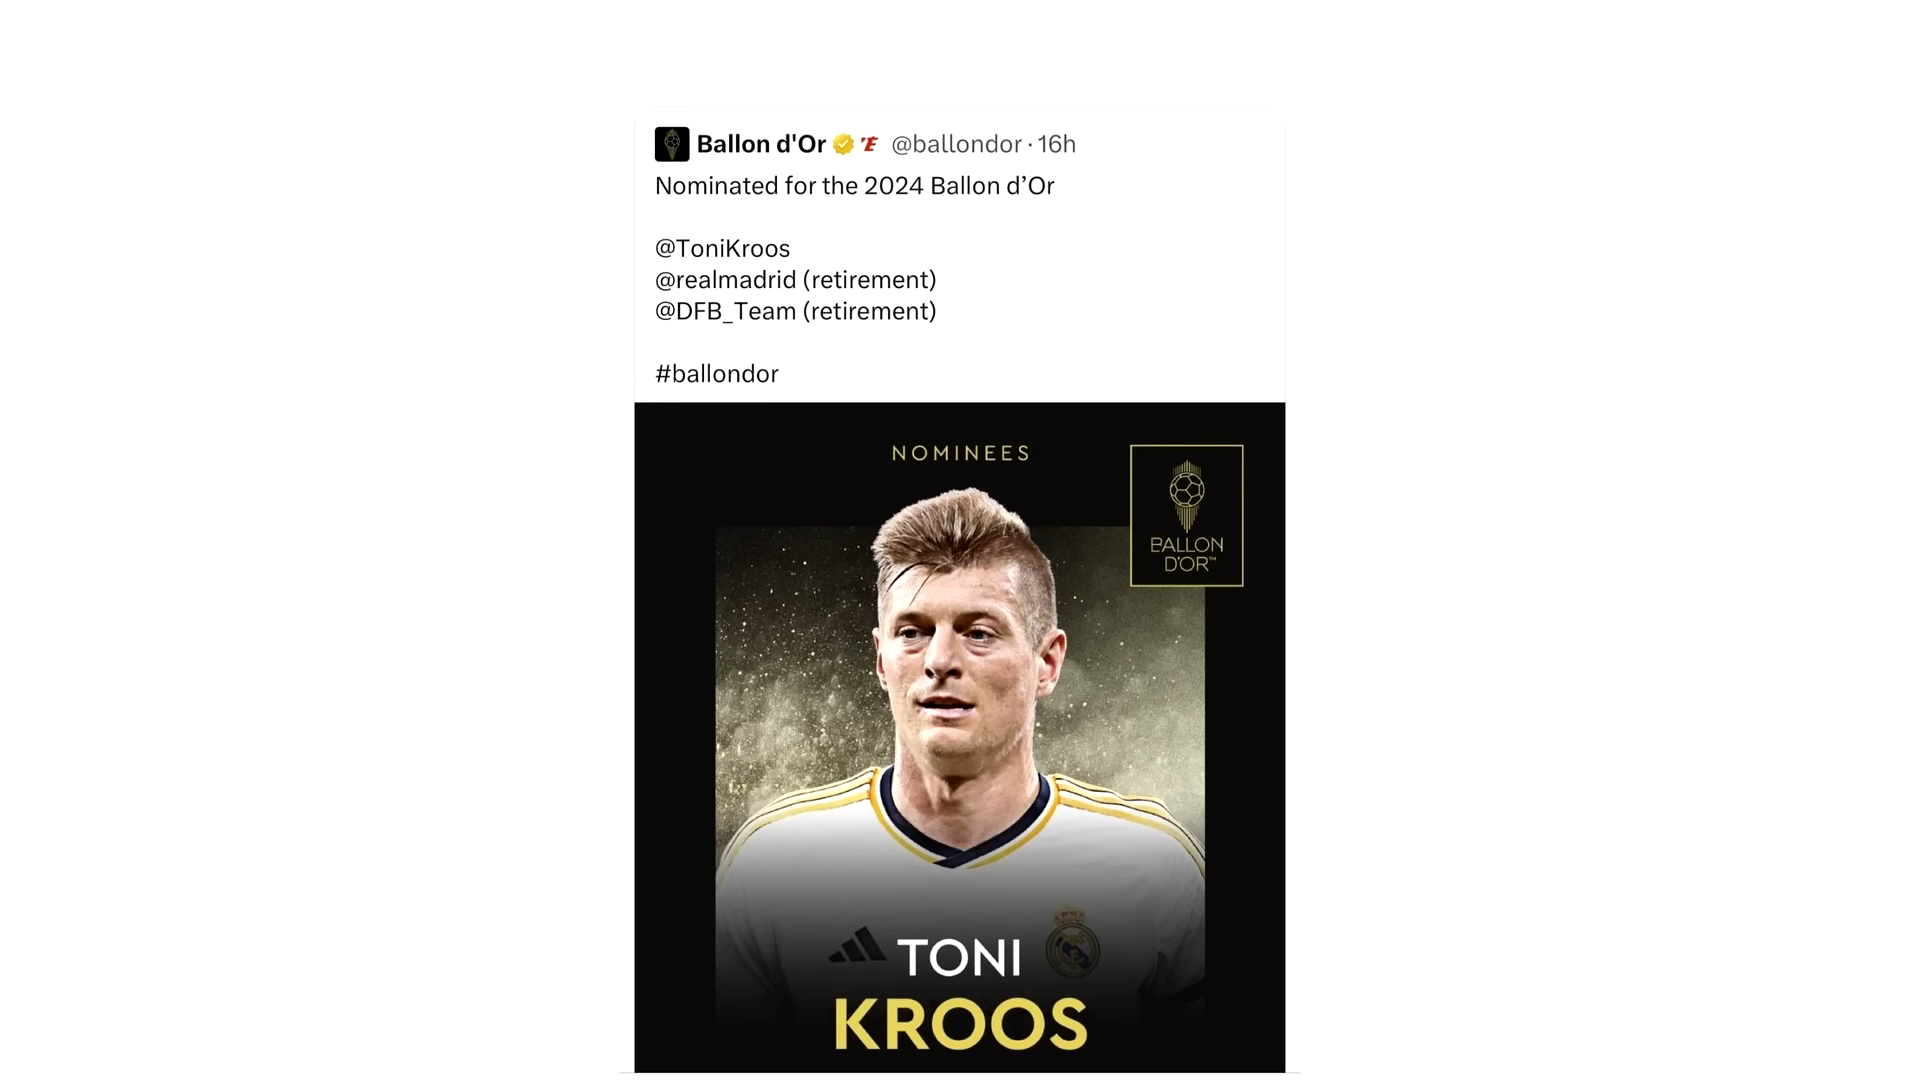 Ballon d'Or @ballondor · 16h
Nominated for the 2024 Ballon d’Or
@ToniKroos
@realmadrid (retirement)
@DFB_Team (retirement)
#ballondor
NOMINEES
BALLON
D'OR™
TONI
KROOS